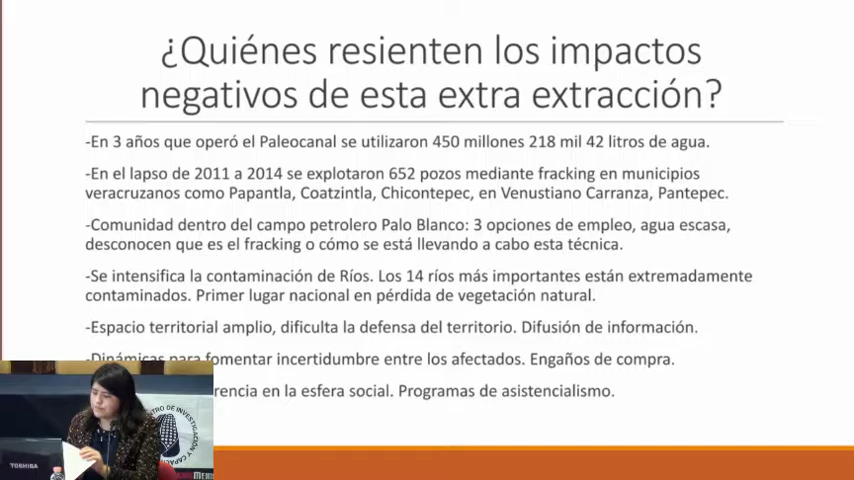 ¿Quiénes resienten los impactos
negativos de esta extra extracción?
-En 3 años que operó el Paleocanal se utilizaron 450 millones 218 mil 42 litros de agua.
-En el lapso de 2011 a 2014 se explotaron 652 pozos mediante fracking en municipios
veracruzanos como Papantla, Coatzintla, Chicontepec, en Venustiano Carranza, Pantepec.
-Comunidad dentro del campo petrolero Palo Blanco: 3 opciones de empleo, agua escasa,
desconocen que es el fracking o cómo se está llevando a cabo esta técnica.
-Se intensifica la contaminación de Ríos. Los 14 ríos más importantes están extremadamente
contaminados. Primer lugar nacional en pérdida de vegetación natural.
-Espacio territorial amplio, dificulta la defensa del territorio. Difusión de información.
-Dinámicas para fomentar incertidumbre entre los afectados. Engaños de compra.
rencia en la esfera social. Programas de asistencialismo.
TRO DE INVESTIGACIÓN
Y CAPAC
TOSHIBA